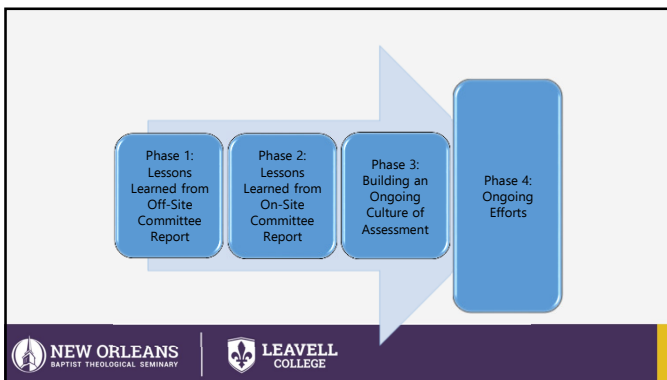 Phase 1:
Lessons
Learned from
Off-Site
Committee
Report
Phase 2:
Lessons
Learned from
On-Site
Committee
Report
Phase 3:
Building an
Ongoing
Culture of
Assessment
Phase 4:
Ongoing
Efforts
NEW ORLEANS
BAPTIST THEOLOGICAL SEMINARY
LEAVELL
COLLEGE